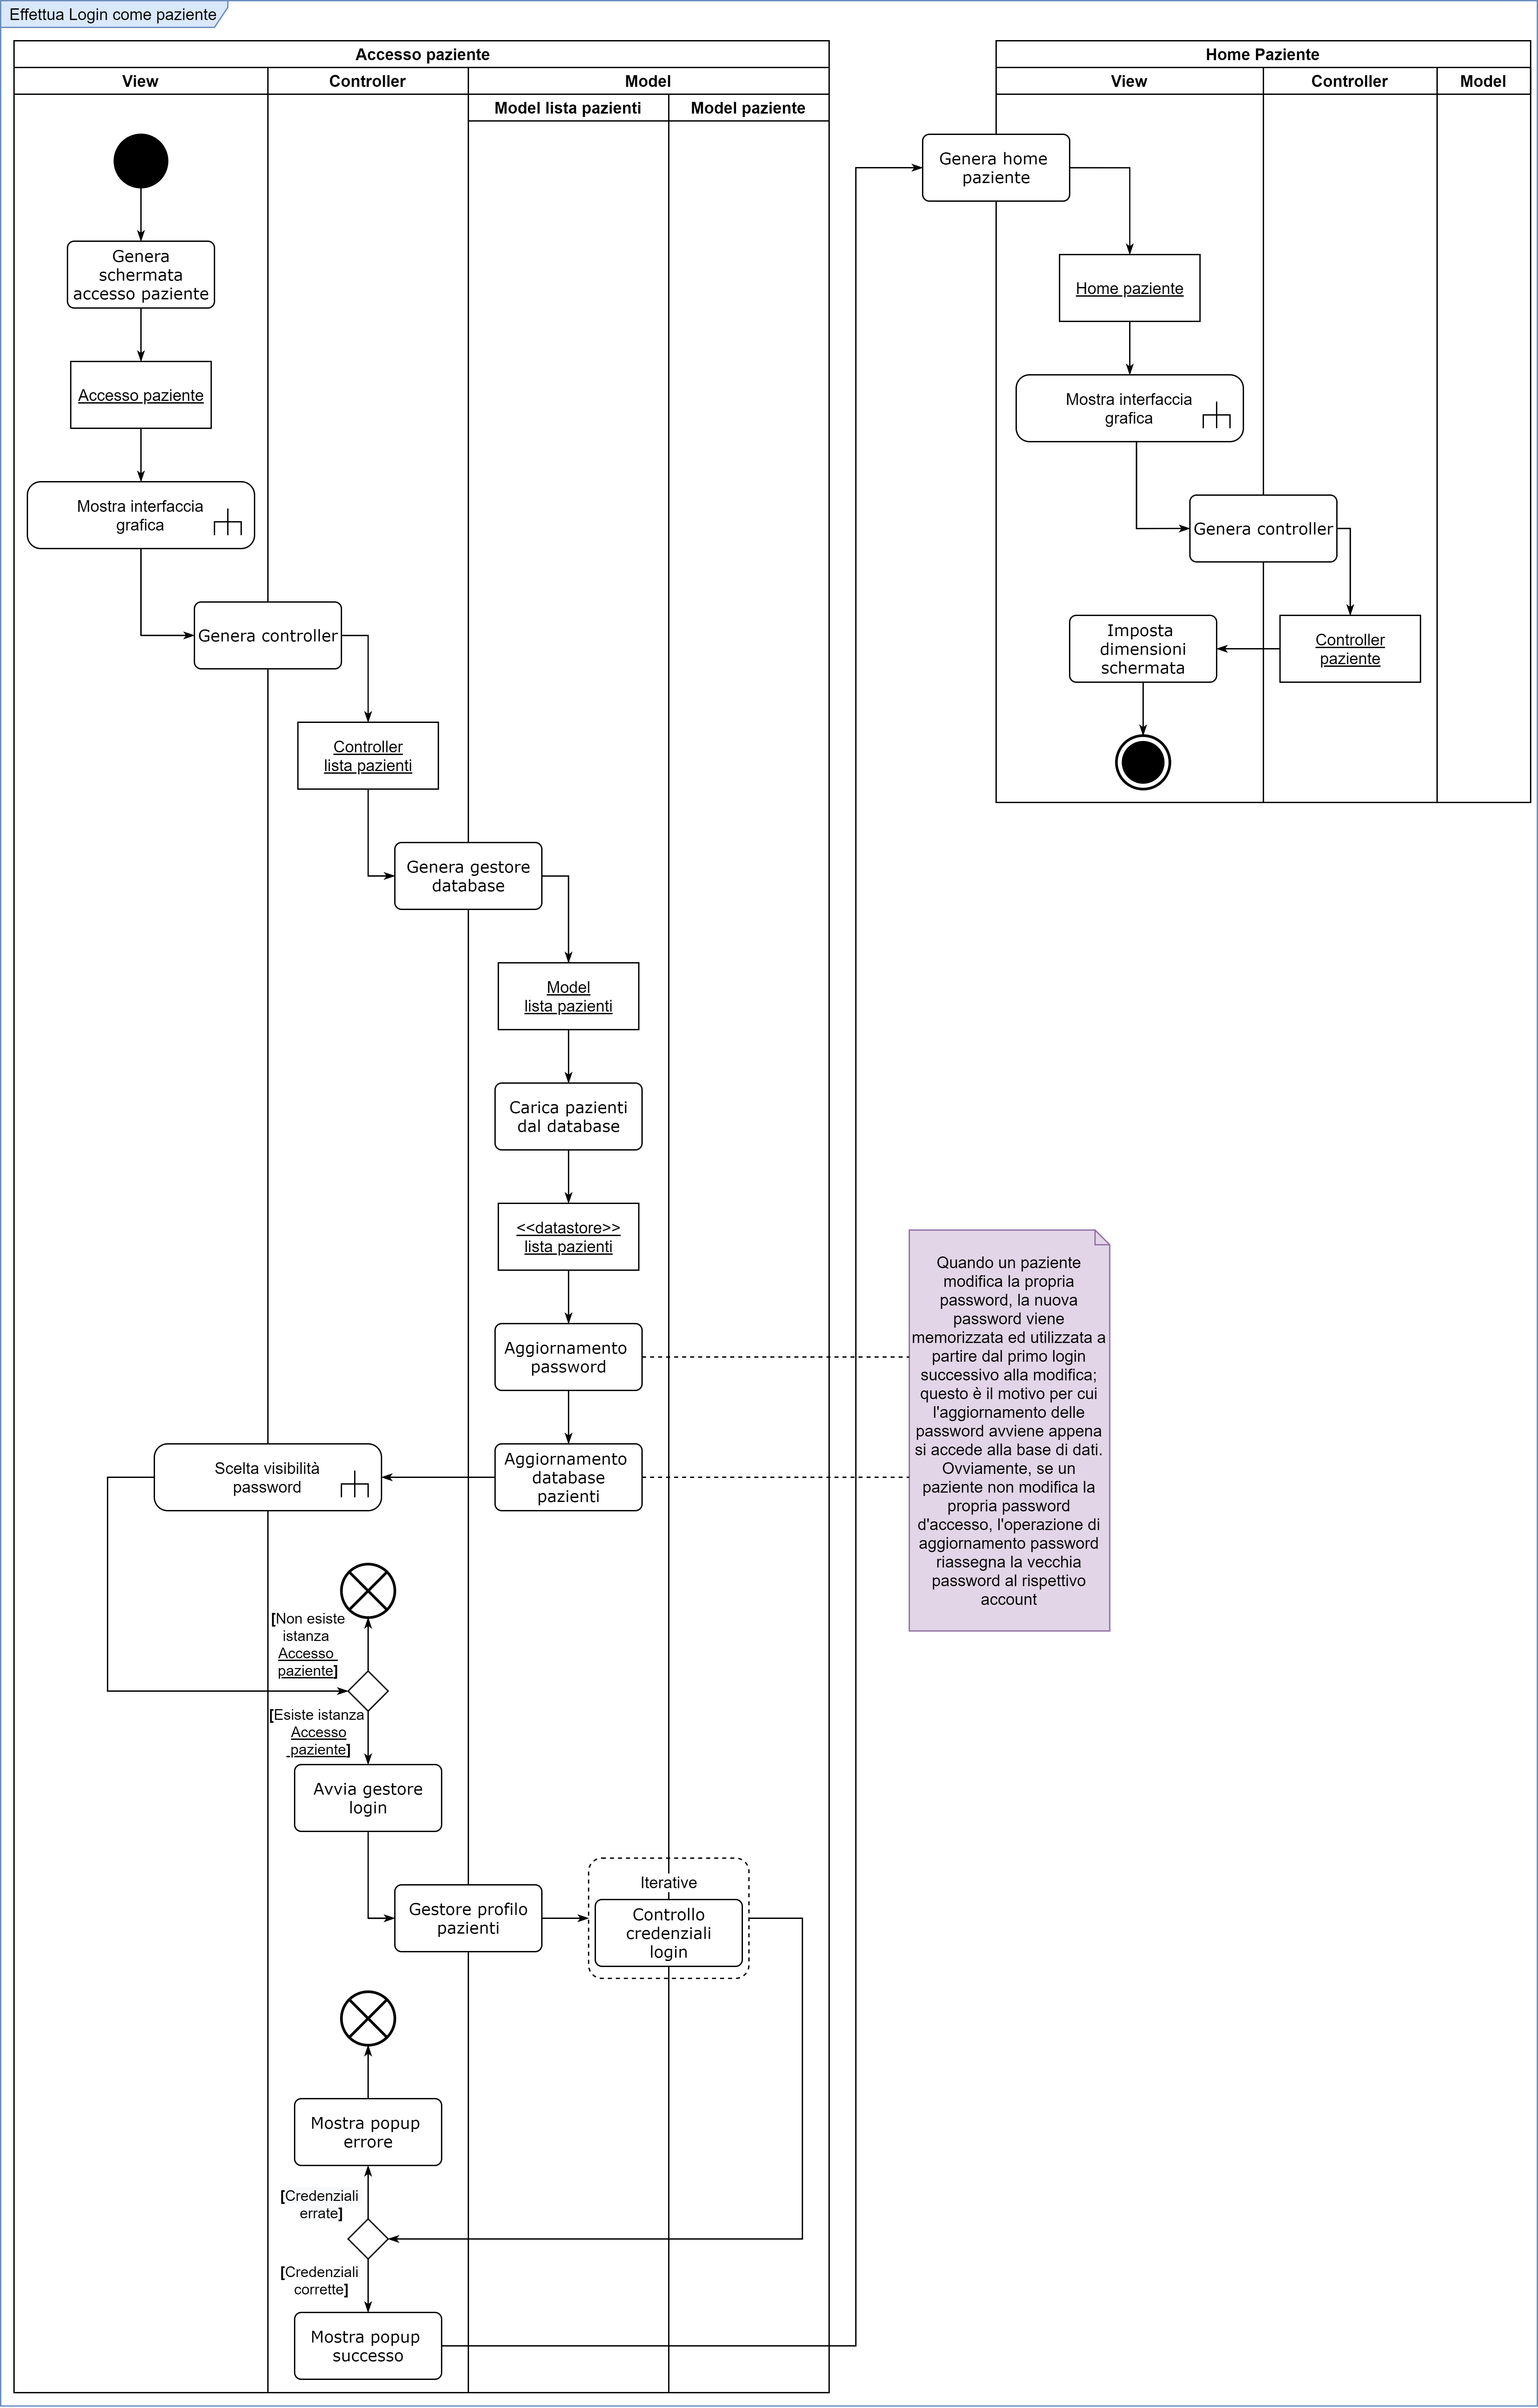 Effettua Login come paziente
Accesso paziente
View
Controller
Model
Model lista pazienti
Model paziente
Genera
schermata
accesso paziente
Accesso paziente
Mostra interfaccia
grafica
Genera controller
Controller
lista pazienti
Genera gestore
database
Model
lista pazienti
Carica pazienti
dal database
<<datastore>>
lista pazienti
Aggiornamento
password
Aggiornamento
database
pazienti
Scelta visibilità
password
[Non esiste
istanza
Accesso
paziente]
[Esiste istanza
Accesso
paziente]
Avvia gestore
login
Gestore profilo
pazienti
Iterative
Controllo
credenziali
login
Mostra popup
errore
[Credenziali
errate]
[Credenziali
corrette]
Mostra popup
successo
Home Paziente
View
Controller
Model
Genera home
paziente
Home paziente
Mostra interfaccia
grafica
Genera controller
Controller
paziente
Imposta
dimensioni
schermata
Quando un paziente
modifica la propria
password, la nuova
password viene
memorizzata ed utilizzata a
partire dal primo login
successivo alla modifica;
questo è il motivo per cui
l'aggiornamento delle
password avviene appena
si accede alla base di dati.
Ovviamente, se un
paziente non modifica la
propria password
d'accesso, l'operazione di
aggiornamento password
riassegna la vecchia
password al rispettivo
account